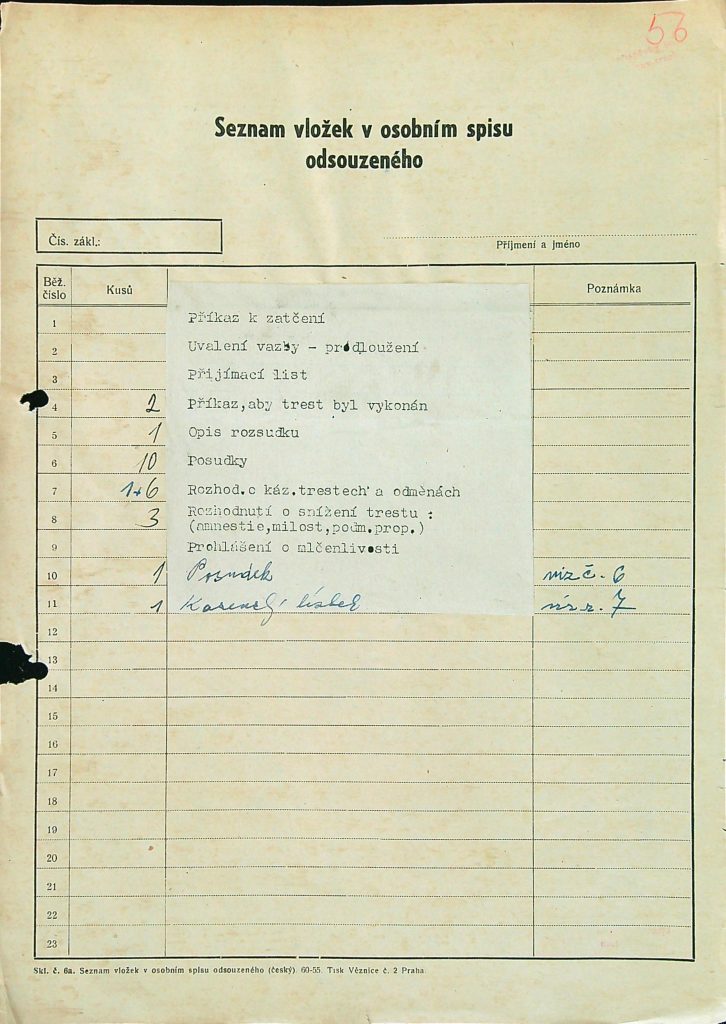 56
Seznam vložek v osobním spisu
odsouzeného
Čís. zákl.:
Příjmení a jméno
Běž. číslo Kusů Poznámka
1 Příkaz k zatčení
2 Uvalení vazby - prodloužení
3 Přijímací list
4 2 Příkaz,aby trest byl vykonán
5 1 Opis rozsudku
6 10 Posudky
7 1+6 Rozhod.o káz.trestech a odměnách
8 3 Rozhodnutí o snížení trestu :
(amnestie,milost,podm.prop.)
9 Prohlášení o mlčenlivosti
10 1 Posudek viz č. 6
11 1 lístek 7
12
13
14
15
16
17
18
19
20
21
22
23
Skl. č. 6a. Seznam vložek v osobním spisu odsouzeného (český). 60-55. Tisk Věznice č. 2 Praha.